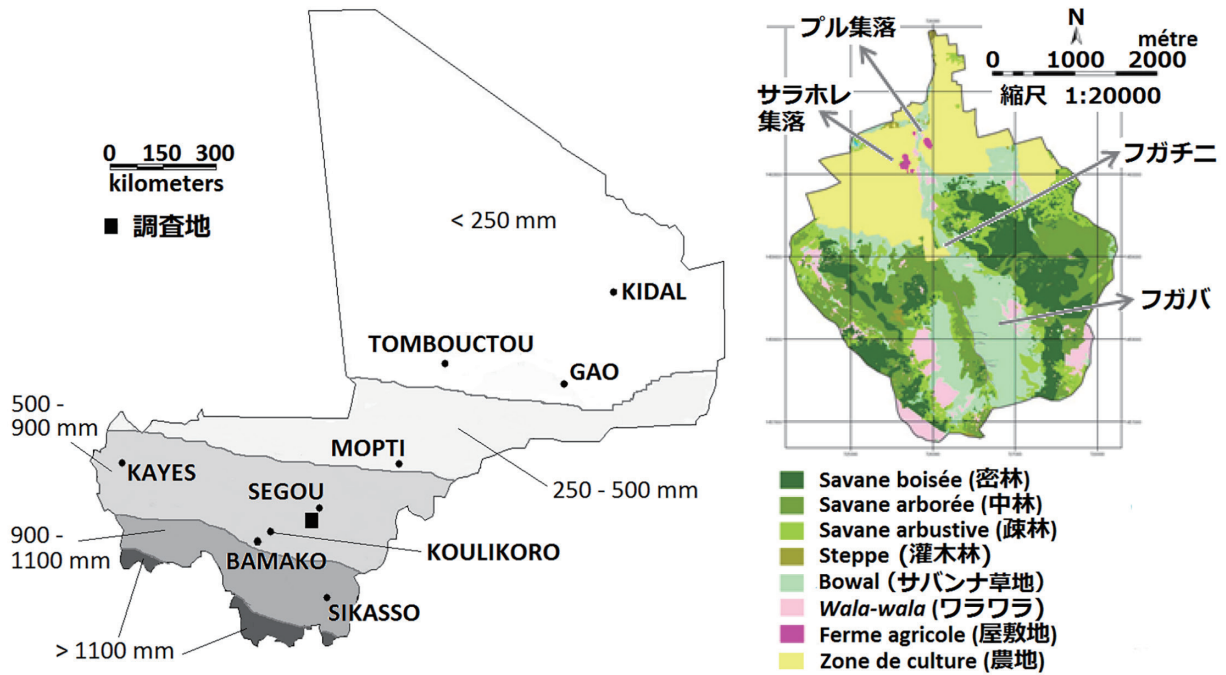 0 150 300
kilometers
■ 調査地
< 250 mm
KIDAL
TOMBOUCTOU
GAO
500 -
900 mm
MOPTI
KAYES
250 - 500 mm
SEGOU
900 -
1100 mm
KOULIKORO
BAMAKO
SIKASSO
> 1100 mm
プル集落
N
métre
0 1000 2000
縮尺 1:20000
サラホレ
集落
フガチニ
フガバ
Savane boisée (密林)
Savane arborée (中林)
Savane arbustive (疎林)
Steppe (灌木林)
Bowal (サバンナ草地)
Wala-wala (ワラワラ)
Ferme agricole (屋敷地)
Zone de culture (農地)